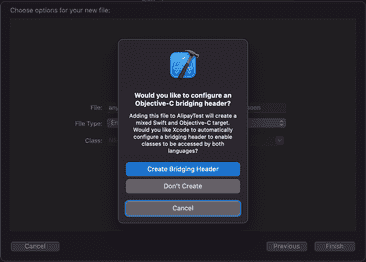 Choose options for your new file:
Would you like to configure an
Objective-C bridging header?
Adding this file to AlipayTest will create a
mixed Swift and Objective-C target.
Would you like Xcode to automatically
configure a bridging header to enable
classes to be accessed by both
languages?
File:
File Type:
Class:
Create Bridging Header
Don't Create
Cancel
Cancel
Previous
Finish